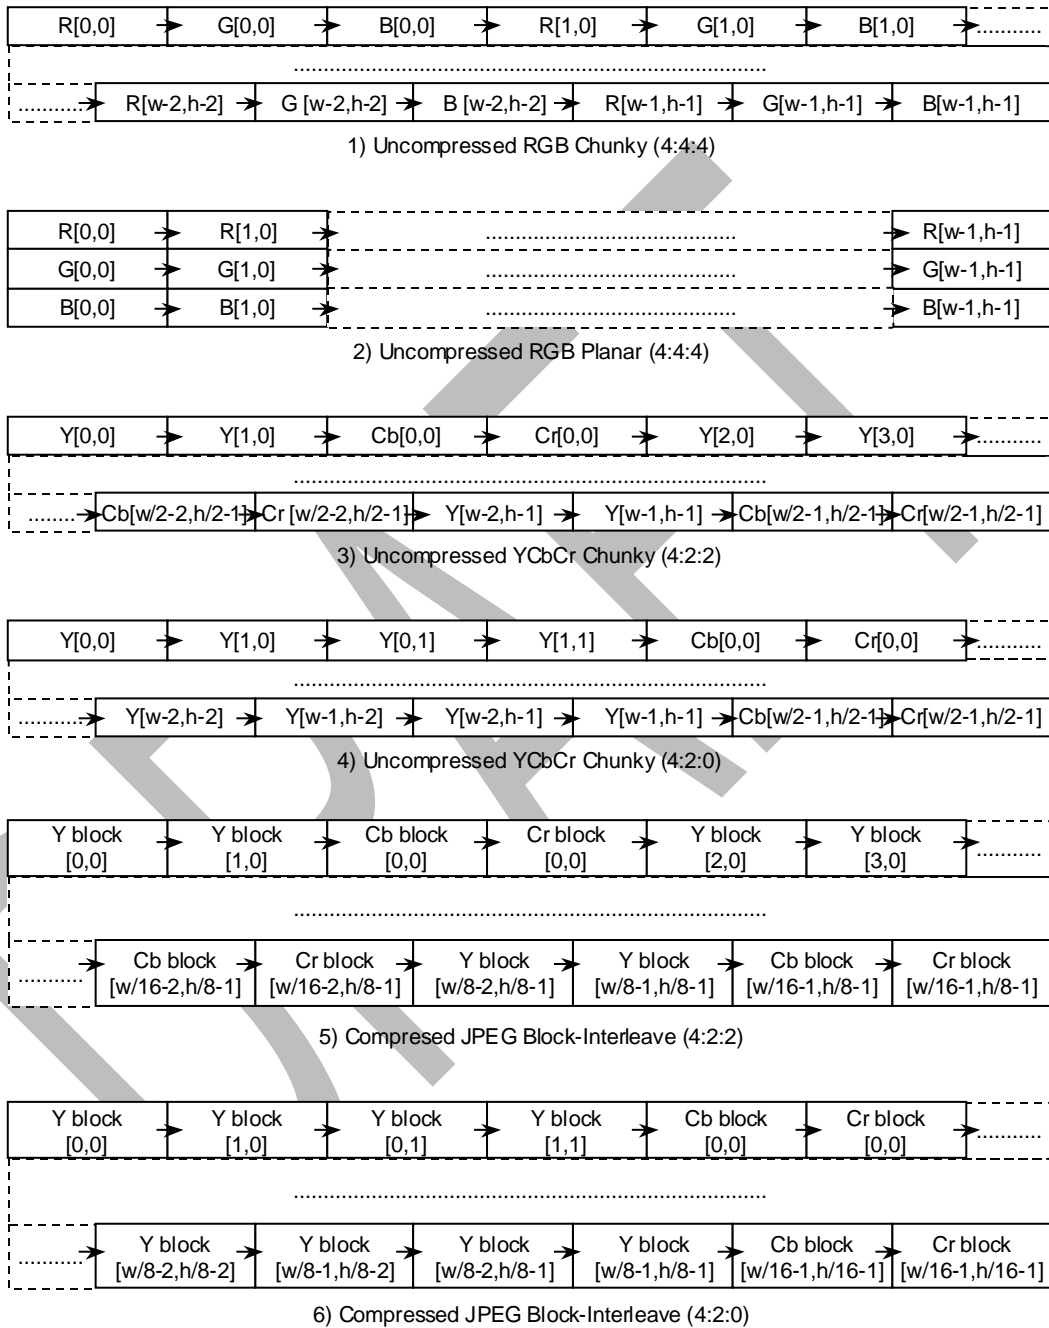 R[0,0] G[0,0] B[0,0] R[1,0] G[1,0] B[1,0] ...........
..................................................................................
........... R[w-2,h-2] G [w-2,h-2] B [w-2,h-2] R[w-1,h-1] G[w-1,h-1] B[w-1,h-1]
1) Uncompressed RGB Chunky (4:4:4)
R[0,0] R[1,0] ........................................... R[w-1,h-1]
G[0,0] G[1,0] ........................................... G[w-1,h-1]
B[0,0] B[1,0] ........................................... B[w-1,h-1]
2) Uncompressed RGB Planar (4:4:4)
Y[0,0] Y[1,0] Cb[0,0] Cr[0,0] Y[2,0] Y[3,0] ...........
..................................................................................
........ Cb[w/2-2,h/2-1] Cr [w/2-2,h/2-1] Y[w-2,h-1] Y[w-1,h-1] Cb[w/2-1,h/2-1] Cr[w/2-1,h/2-1]
3) Uncompressed YCbCr Chunky (4:2:2)
Y[0,0] Y[1,0] Y[0,1] Y[1,1] Cb[0,0] Cr[0,0] ...........
..................................................................................
........... Y[w-2,h-2] Y[w-1,h-2] Y[w-2,h-1] Y[w-1,h-1] Cb[w/2-1,h/2-1] Cr[w/2-1,h/2-1]
4) Uncompressed YCbCr Chunky (4:2:0)
Y block Y block Cb block Cr block Y block Y block
[0,0] [1,0] [0,0] [0,0] [2,0] [3,0] ...........
..................................................................................
Cb block Cr block Y block Y block Cb block Cr block
........... [w/16-2,h/8-1] [w/16-2,h/8-1] [w/8-2,h/8-1] [w/8-1,h/8-1] [w/16-1,h/8-1] [w/16-1,h/8-1]
5) Compresed JPEG Block-Interleave (4:2:2)
Y block Y block Y block Y block Cb block Cr block
[0,0] [1,0] [0,1] [1,1] [0,0] [0,0] ...........
..................................................................................
Y block Y block Y block Y block Cb block Cr block
........... [w/8-2,h/8-2] [w/8-1,h/8-2] [w/8-2,h/8-1] [w/8-1,h/8-1] [w/16-1,h/16-1] [w/16-1,h/16-1]
6) Compressed JPEG Block-Interleave (4:2:0)